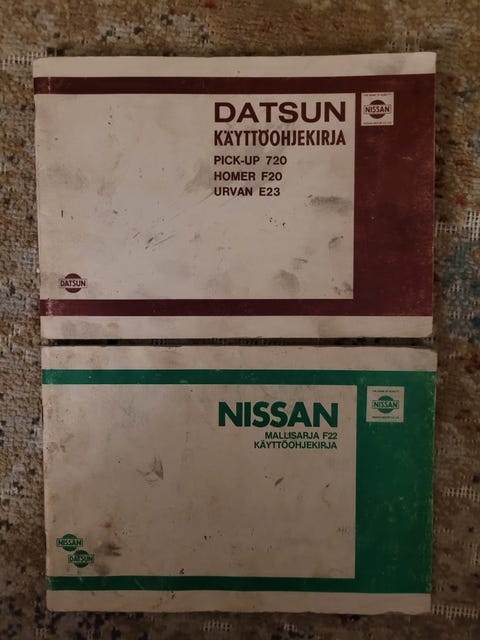 DATSUN
KÄYTTÖOHJEKIRJA
PICK-UP 720
HOMER F20
URVAN E23
NISSAN
DATSUN
NISSAN
MALLISARJA F22
KÄYTTÖOHJEKIRJA
NISSAN
NISSAN
DATSUN